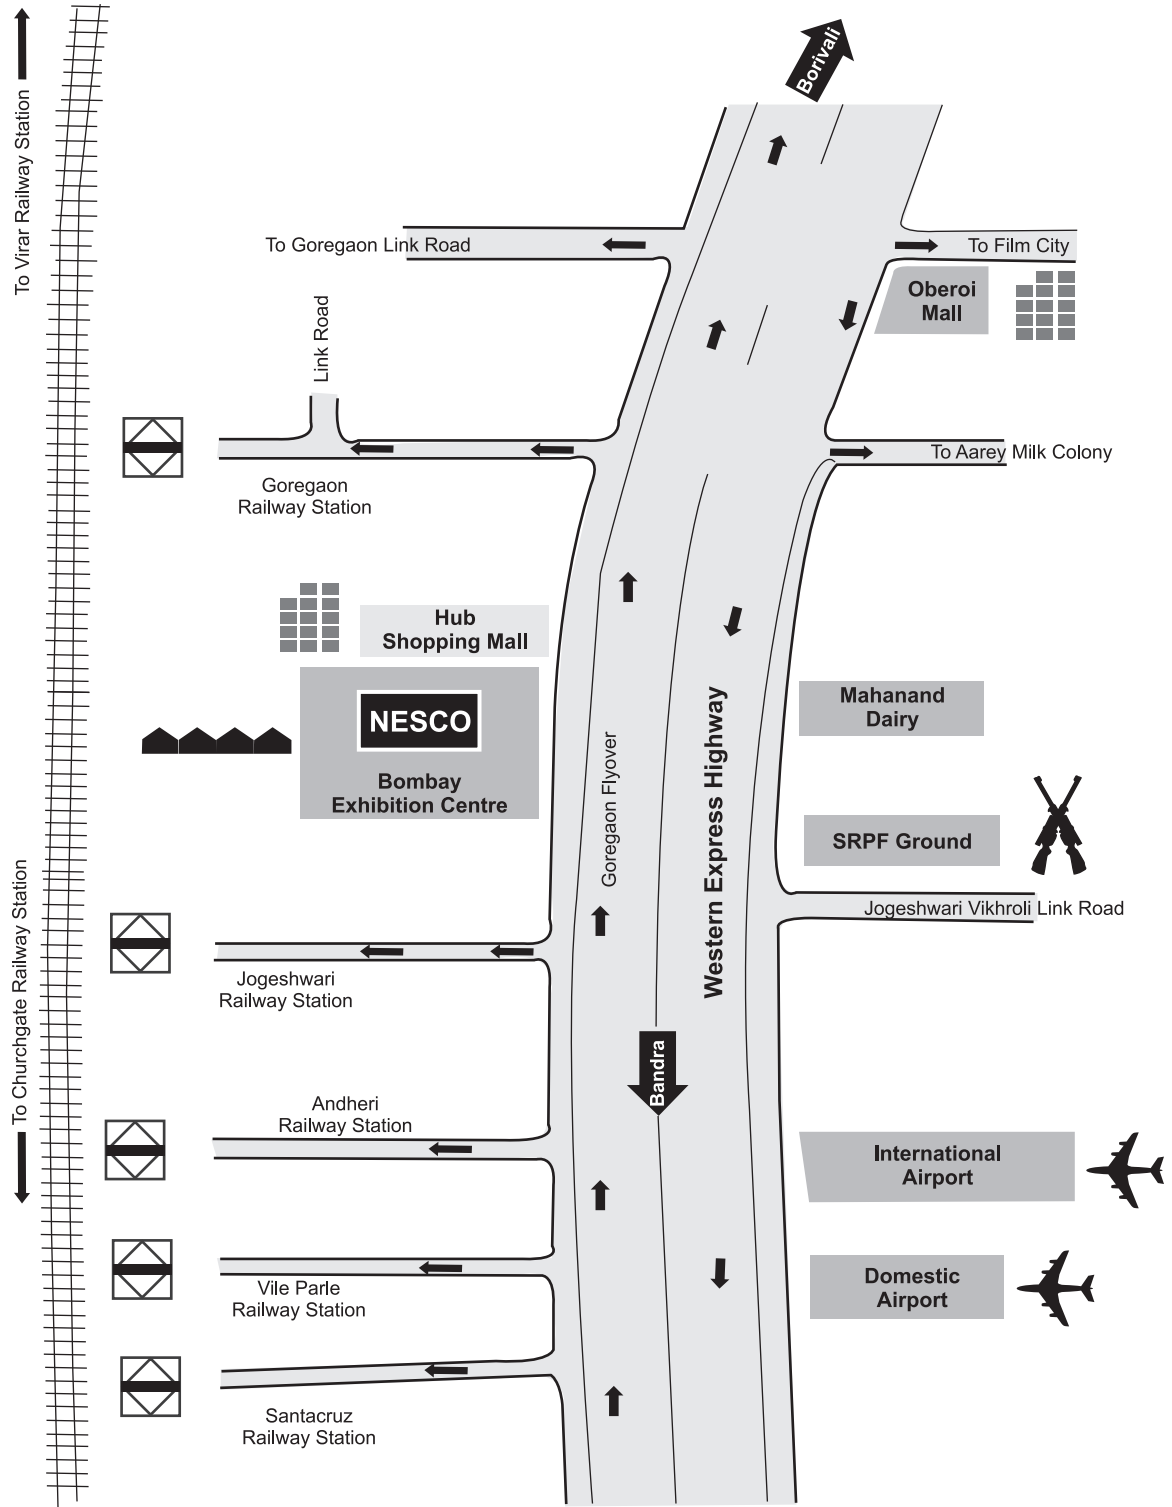 Borivali
To Virar Railway Station
To Goregaon Link Road
To Film City
Oberoi
Mall
Link Road
To Aarey Milk Colony
Goregaon
Railway Station
Hub
Shopping Mall
NESCO
Bombay
Exhibition Centre
Goregaon Flyover
Western Express Highway
Mahanand
Dairy
SRPF Ground
Jogeshwari Vikhroli Link Road
To Churchgate Railway Station
Jogeshwari
Railway Station
Bandra
Andheri
Railway Station
International
Airport
Vile Parle
Railway Station
Domestic
Airport
Santacruz
Railway Station